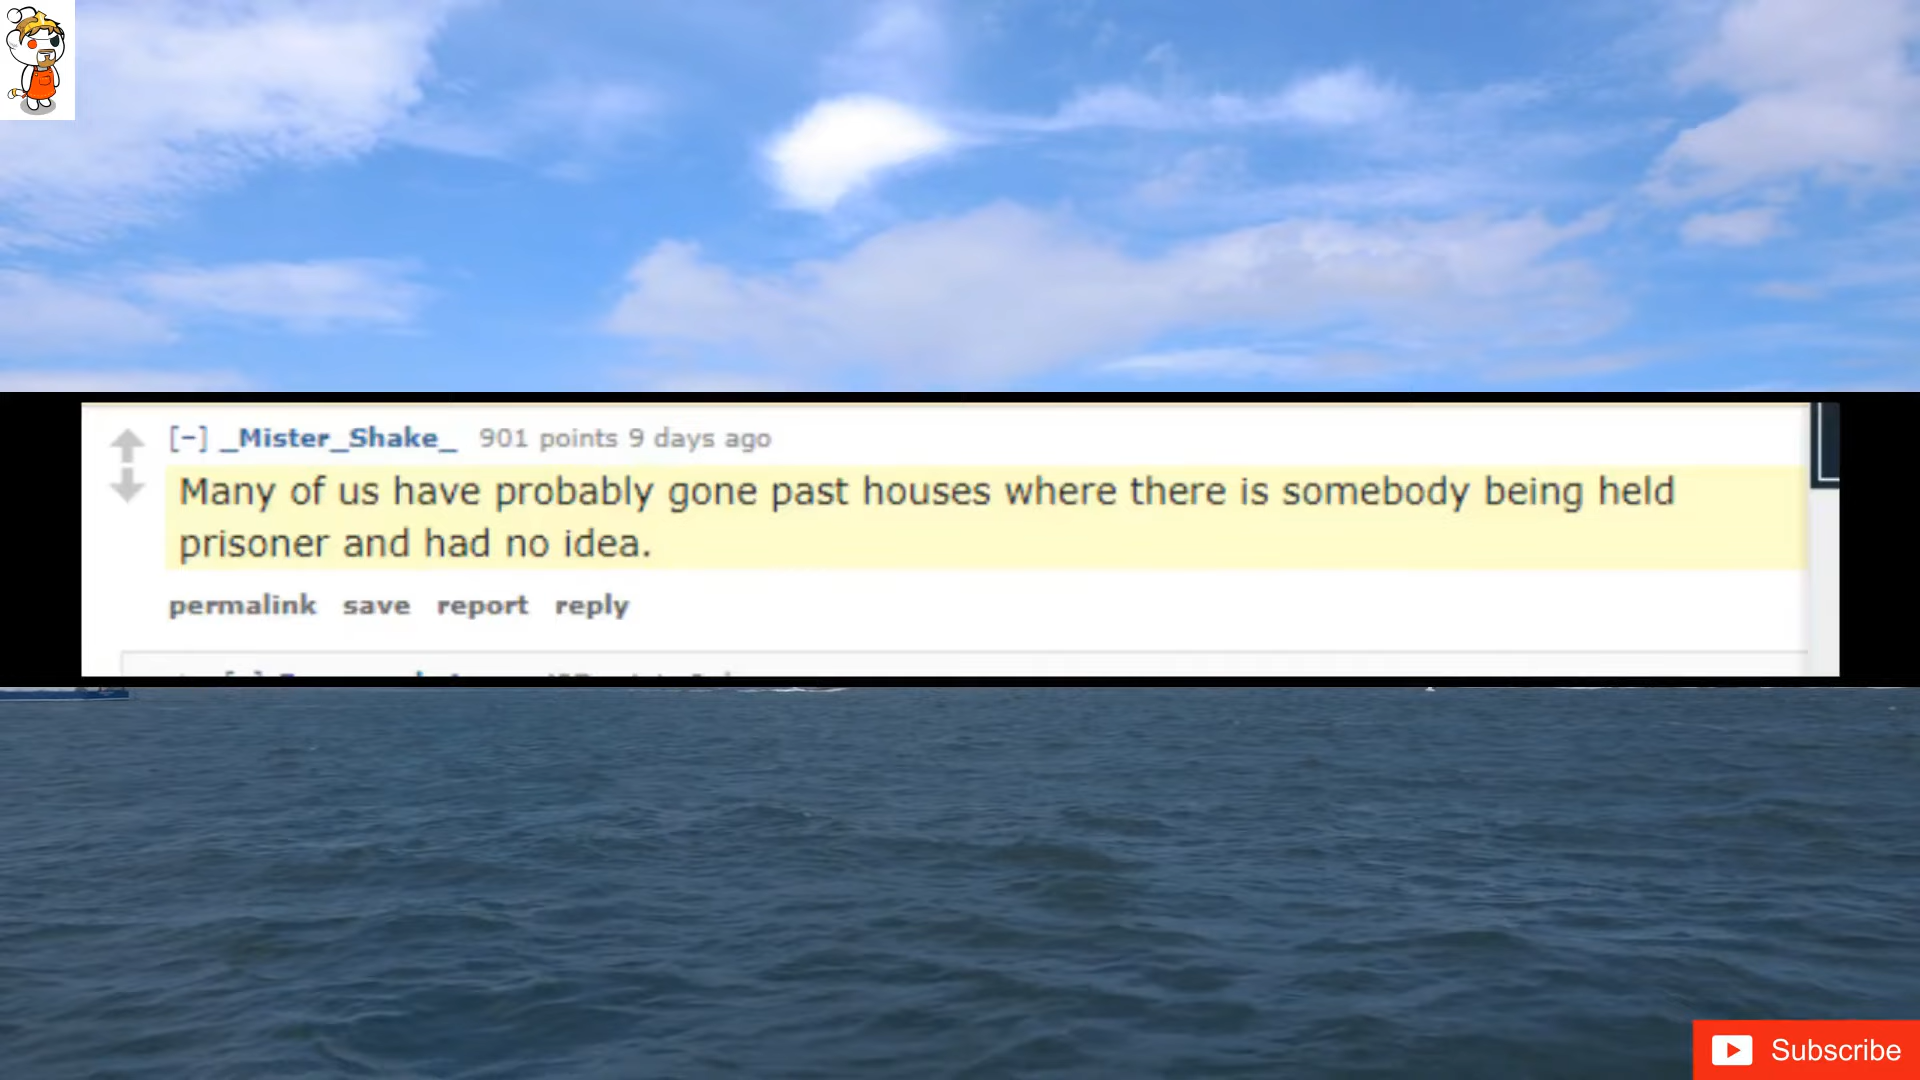 [–] _Mister_Shake_ 901 points 9 days ago
Many of us have probably gone past houses where there is somebody being held
prisoner and had no idea.
permalink save report reply
Subscribe